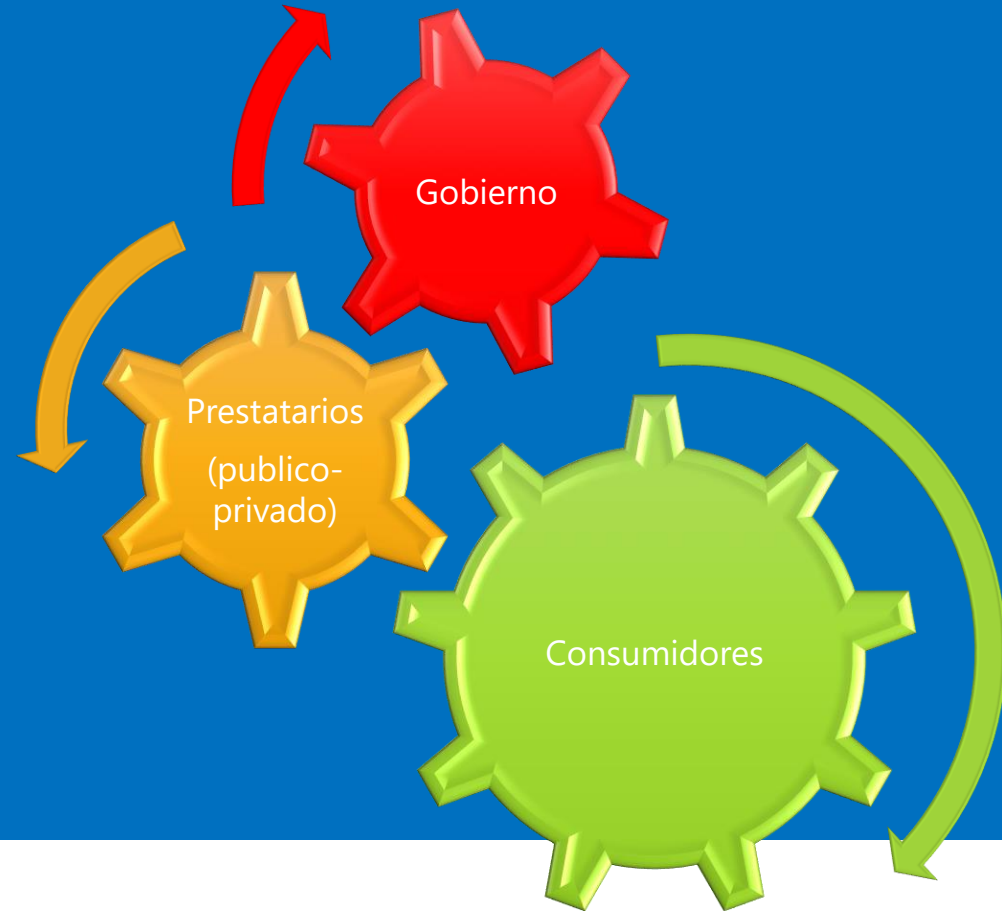 Gobierno
Prestatarios
(publico-
privado)
Consumidores